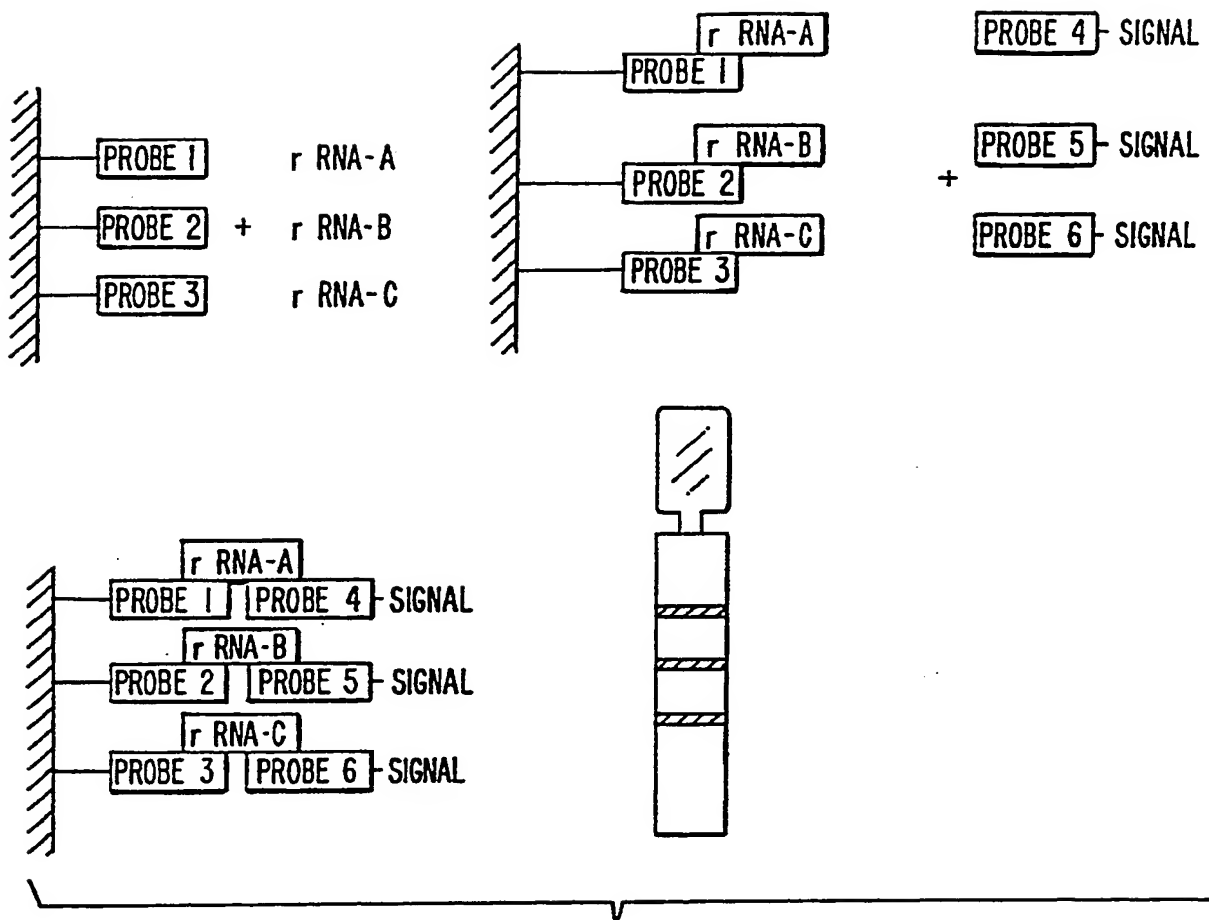 PROBE 1 r RNA-A
PROBE 2 + r RNA-B
PROBE 3 r RNA-C
r RNA-A
PROBE 1
PROBE 4 SIGNAL
r RNA-B
PROBE 2
+
PROBE 5 SIGNAL
r RNA-C
PROBE 3
PROBE 6 SIGNAL
r RNA-A
PROBE 1 PROBE 4 SIGNAL
r RNA-B
PROBE 2 PROBE 5 SIGNAL
r RNA-C
PROBE 3 PROBE 6 SIGNAL